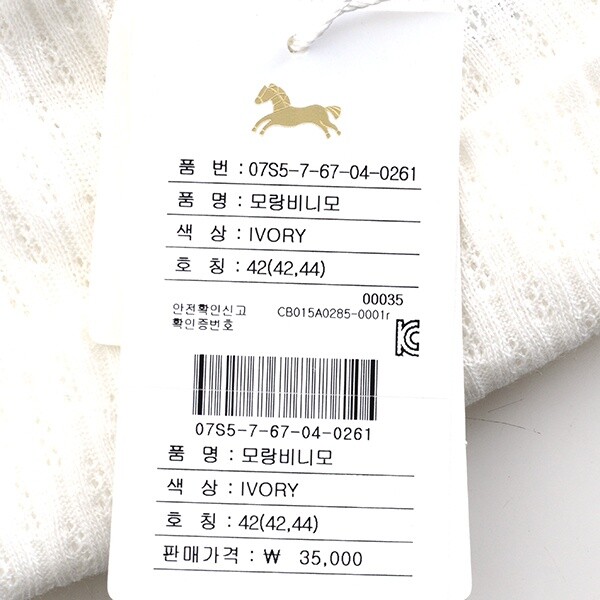 품 번 : 07S5-7-67-04-0261
품 명 : 모랑비니모
색 상 : IVORY
호 칭 : 42(42,44)
00035
안전확인신고 CB015A0285-0001r
확인증번호
07S5-7-67-04-0261
품 명 : 모랑비니모
색 상 : IVORY
호 칭 : 42(42,44)
판매가격 : ₩ 35,000